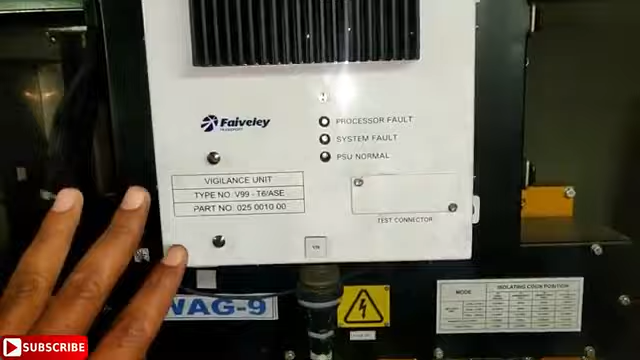 Faiveley
TRANSPORT
PROCESSOR FAULT
SYSTEM FAULT
PSU NORMAL
VIGILANCE UNIT
TYPE NO: V99 - T6/ASE
PART NO: 025 0010 00
TEST CONNECTOR
WAG-9
MODE
ISOLATING COCK POSITION
SUBSCRIBE